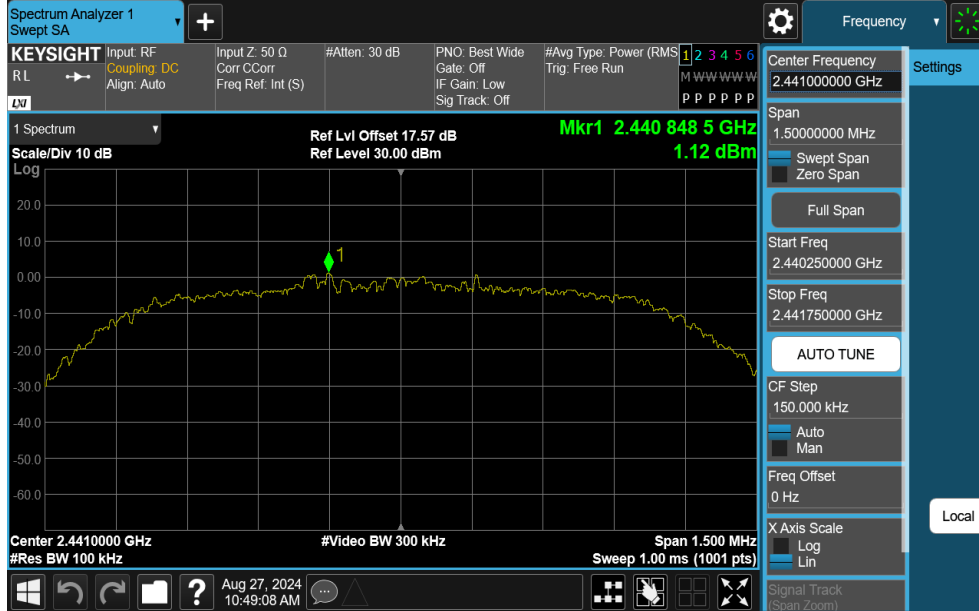 Spectrum Analyzer 1
Swept SA
+
Frequency
KEYSIGHT
RL
LXI
Input: RF
Coupling: DC
Align: Auto
Input Z: 50 Ω
Corr CCorr
Freq Ref: Int (S)
#Atten: 30 dB
PNO: Best Wide
Gate: Off
IF Gain: Low
Sig Track: Off
#Avg Type: Power (RMS
Trig: Free Run
1 2 3 4 5 6
M W W W W W
P P P P P P
Center Frequency
2.441000000 GHz
Settings
Span
1.50000000 MHz
Swept Span
Zero Span
Full Span
Start Freq
2.440250000 GHz
Stop Freq
2.441750000 GHz
AUTO TUNE
CF Step
150.000 kHz
Auto
Man
Freq Offset
0 Hz
X Axis Scale
Log
Lin
Signal Track
(Span Zoom)
Local
1 Spectrum
Scale/Div 10 dB
Log
Ref Lvl Offset 17.57 dB
Ref Level 30.00 dBm
Mkr1 2.440 848 5 GHz
1.12 dBm
20.0
10.0
0.00
-10.0
-20.0
-30.0
-40.0
-50.0
-60.0
1
Center 2.4410000 GHz
#Res BW 100 kHz
#Video BW 300 kHz
Span 1.500 MHz
Sweep 1.00 ms (1001 pts)
?
Aug 27, 2024
10:49:08 AM